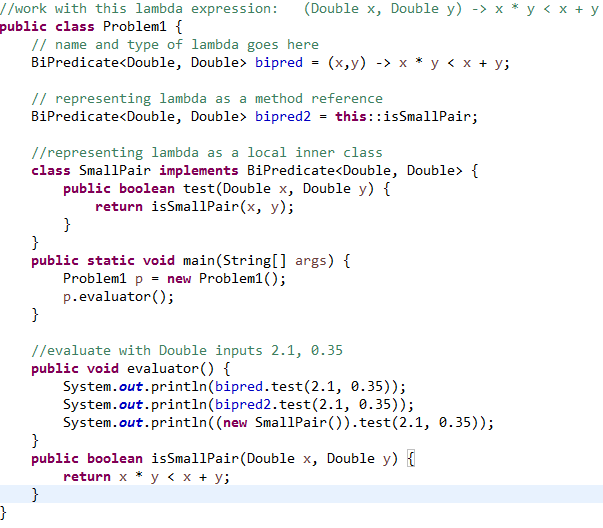 //work with this lambda expression:   (Double x, Double y) -> x * y < x + y
public class Problem1 {
    // name and type of lambda goes here
    BiPredicate<Double, Double> bipred = (x,y) -> x * y < x + y;

    // representing lambda as a method reference
    BiPredicate<Double, Double> bipred2 = this::isSmallPair;

    //representing lambda as a local inner class
    class SmallPair implements BiPredicate<Double, Double> {
        public boolean test(Double x, Double y) {
            return isSmallPair(x, y);
        }
    }
    public static void main(String[] args) {
        Problem1 p = new Problem1();
        p.evaluator();
    }

    //evaluate with Double inputs 2.1, 0.35
    public void evaluator() {
        System.out.println(bipred.test(2.1, 0.35));
        System.out.println(bipred2.test(2.1, 0.35));
        System.out.println((new SmallPair()).test(2.1, 0.35));
    }
    public boolean isSmallPair(Double x, Double y) {
        return x * y < x + y;
    }
}